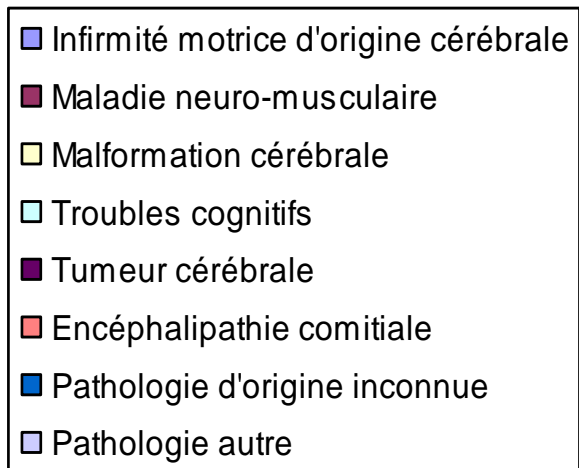 Infirmité motrice d'origine cérébrale
Maladie neuro-musculaire
Malformation cérébrale
Troubles cognitifs
Tumeur cérébrale
Encéphalipathie comitiale
Pathologie d'origine inconnue
Pathologie autre